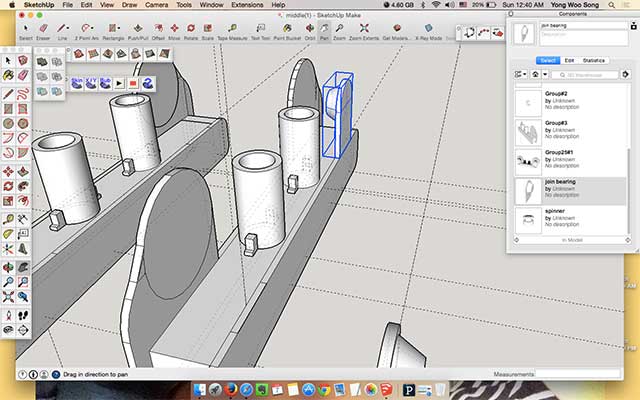 SketchUp File Edit View Camera Draw Tools Window Extensions Help 4.60 GB 20% Sun 12:40 AM Yong Woo Song
middle(1) - SketchUp Make
Select Eraser Line 2 Point Arc Rectangle Circle Push/Pull Offset Move Rotate Scale Tape Measure Text Tool Paint Bucket Orbit Pan Zoom Zoom Extents Get Models... X-Ray Mode
Skin X/Y Bub
Components
join bearing
Description
Select Edit Statistics
3D Warehouse
Group#2
by Unknown
No description
Group#3
by Unknown
No description
Group25#1
by Unknown
No description
join bearing
by Unknown
No description
spinner
by Unknown
No description
In Model
Drag in direction to pan
Measurements